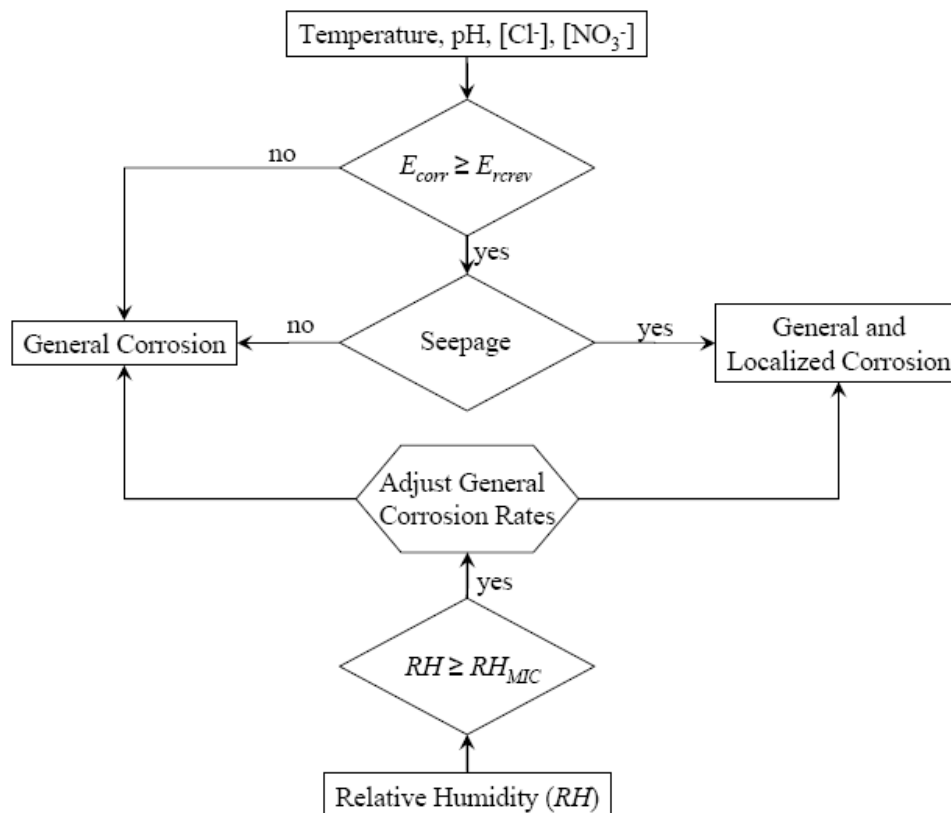 Temperature, pH, [Cl-], [NO3-]
no
Ecorr ≥ Ercrev
yes
General Corrosion
no
Seepage
yes
General and
Localized Corrosion
Adjust General
Corrosion Rates
yes
RH ≥ RHMIC
Relative Humidity (RH)